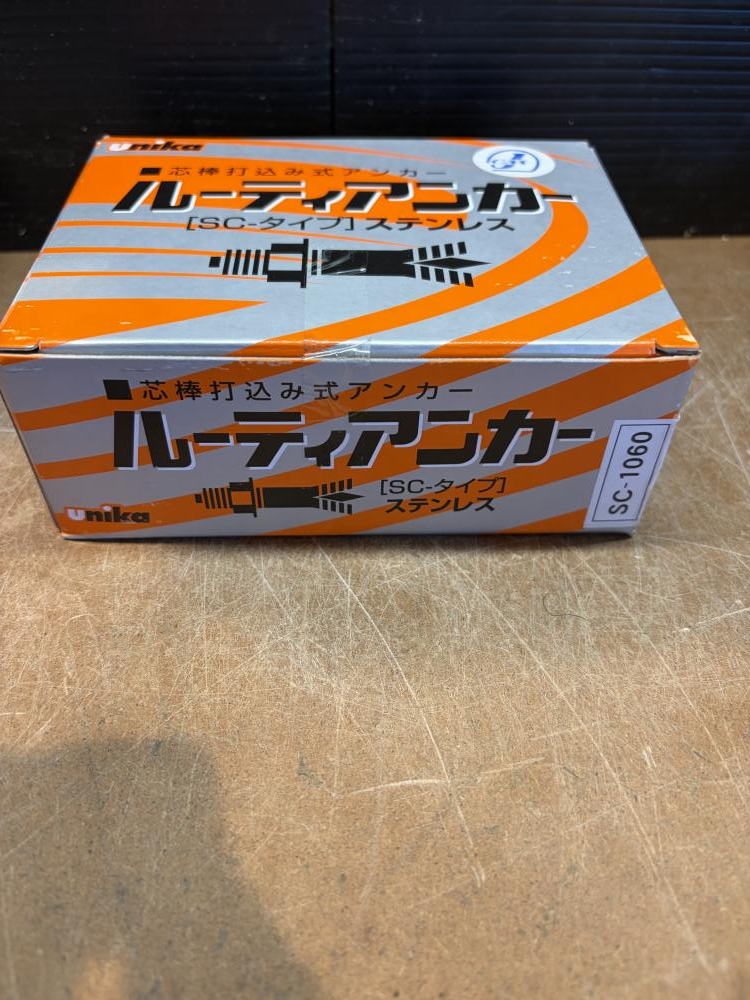 unika
■芯棒打込み式アンカー
ルーティアンカー
[SC-タイプ]ステンレス
■芯棒打込み式アンカー
ルーティアンカー
[SC-タイプ]
ステンレス
unika
SC-1060